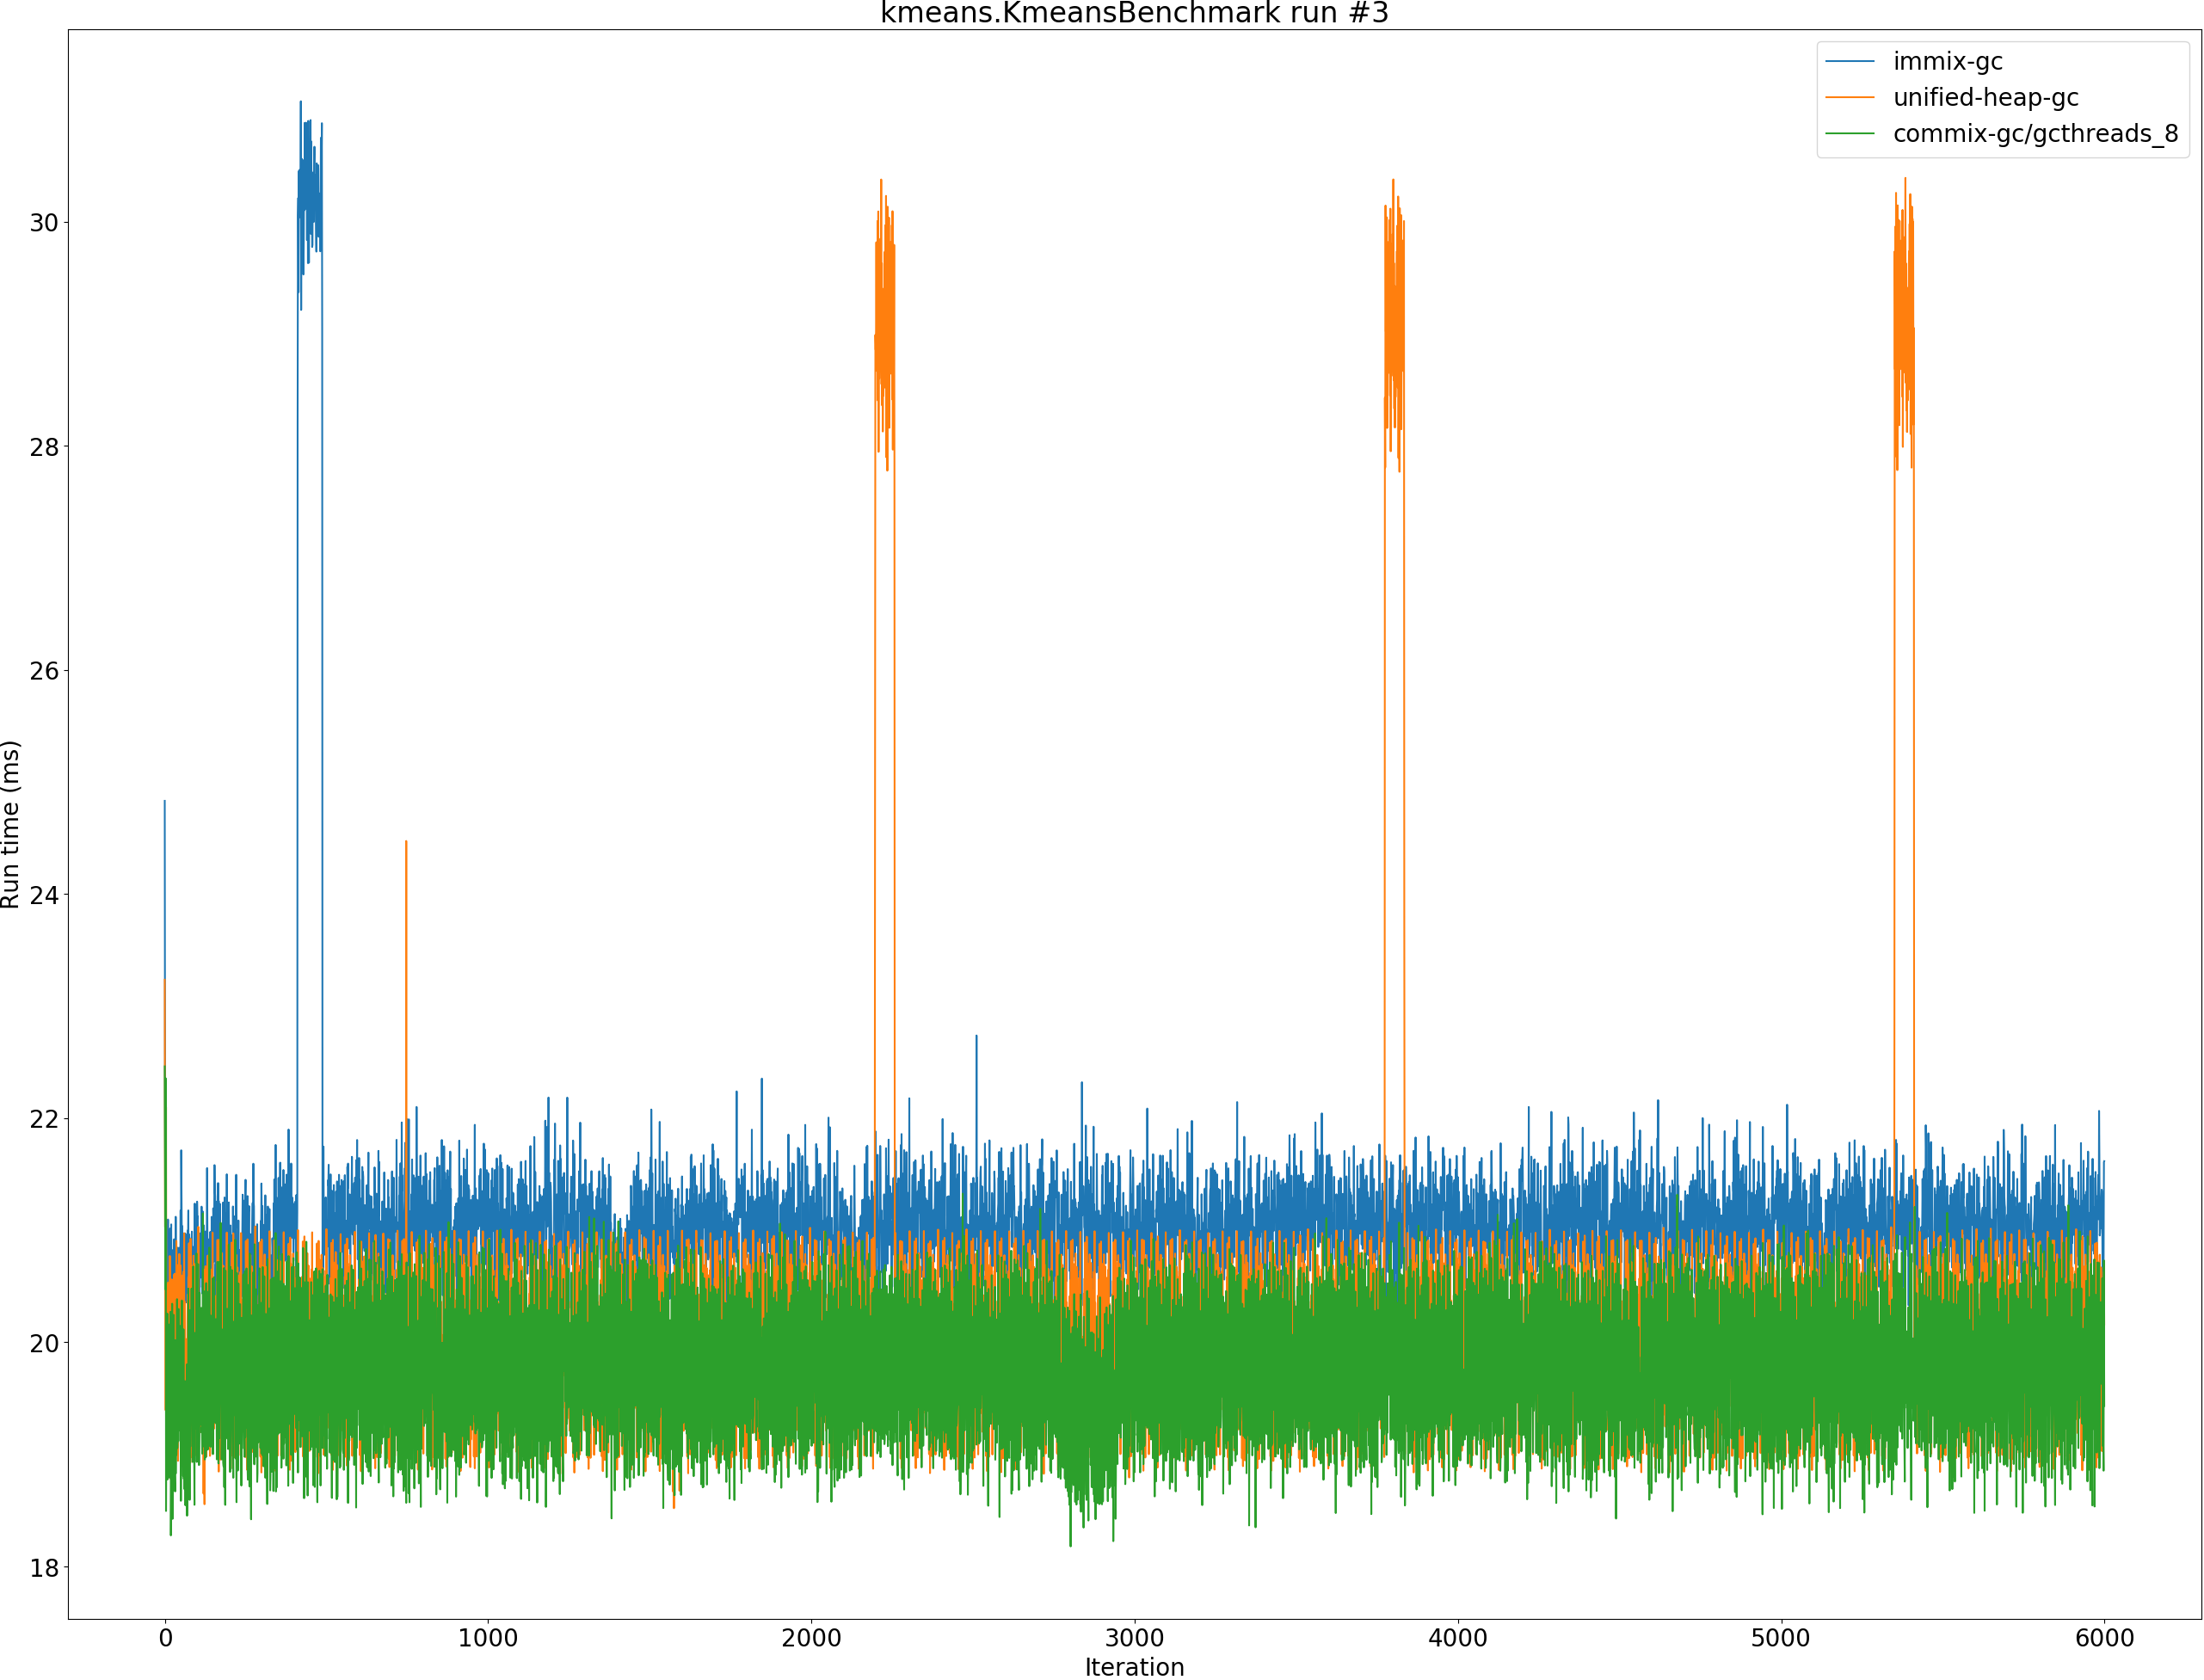 kmeans.KmeansBenchmark run #3
immix-gc
unified-heap-gc
commix-gc/gcthreads_8
Run time (ms)
30
28
26
24
22
20
18
0 1000 2000 3000 4000 5000 6000
Iteration